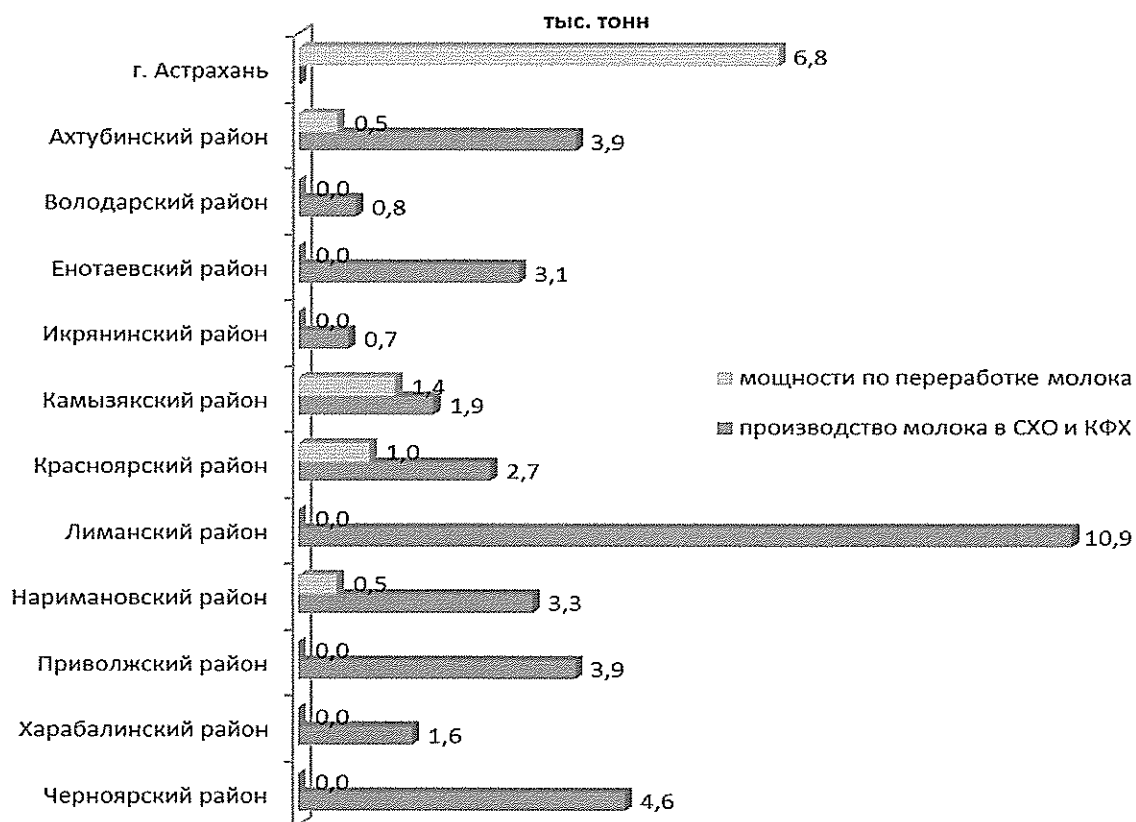 тыс. тонн
г. Астрахань
6,8
Ахтубинский район
0,5
3,9
Володарский район
0,0
0,8
Енотаевский район
0,0
3,1
Икрянинский район
0,0
0,7
Камызякский район
1,4
1,9
Красноярский район
1,0
2,7
Лиманский район
0,0
10,9
Наримановский район
0,5
3,3
Приволжский район
0,0
3,9
Харабалинский район
0,0
1,6
Черноярский район
0,0
4,6
мощности по переработке молока
производство молока в СХО и КФХ